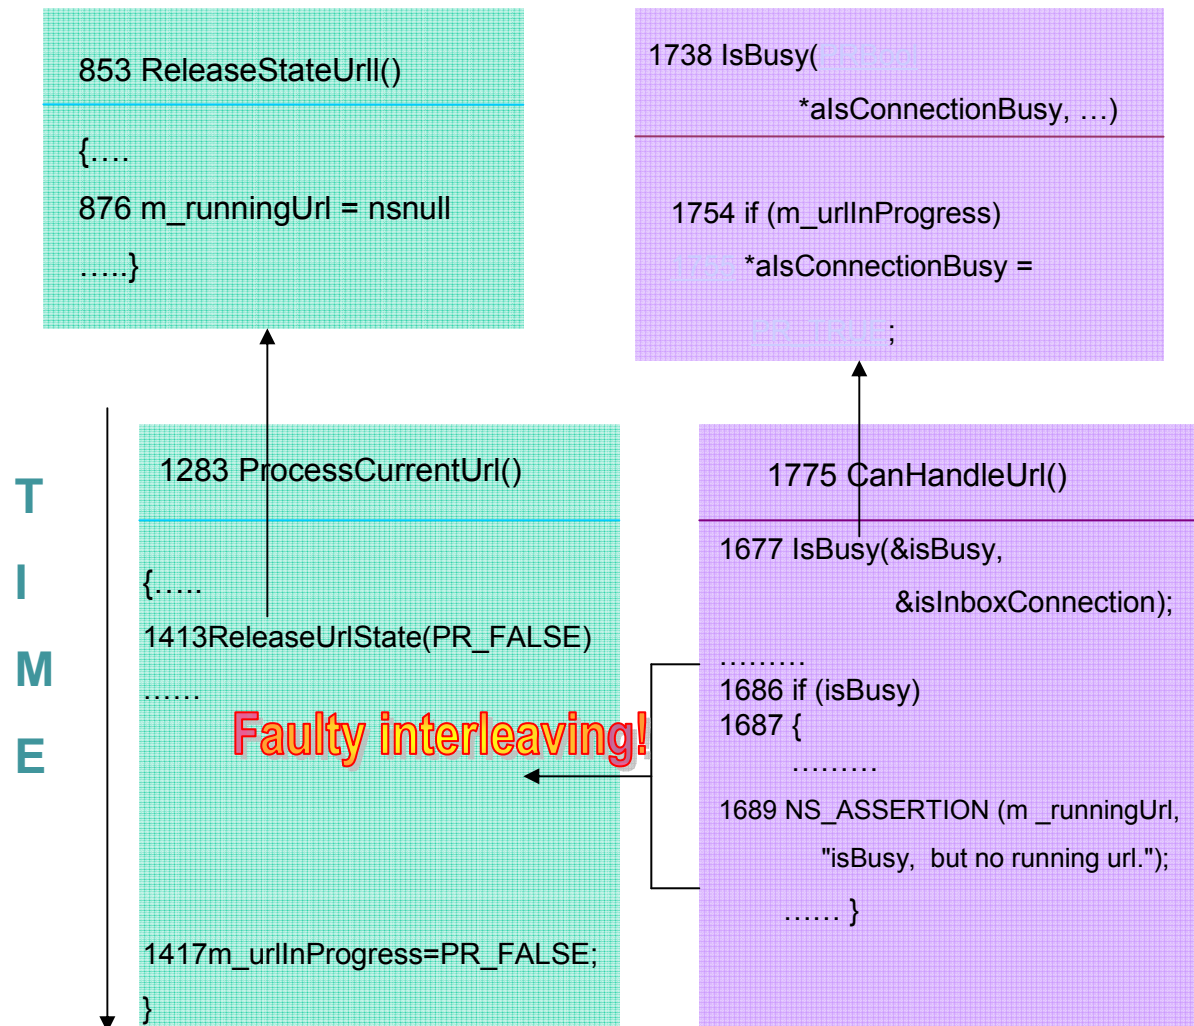 853 ReleaseStateUrll()
{….
876 m_runningUrl = nsnull
…..}
1738 IsBusy(
*aIsConnectionBusy, …)
1754 if (m_urlInProgress)
*aIsConnectionBusy =
PR_TRUE;
T
I
M
E
1283 ProcessCurrentUrl()
{…..
1413ReleaseUrlState(PR_FALSE)
……
Faulty interleaving!
1417m_urlInProgress=PR_FALSE;
}
1775 CanHandleUrl()
1677 IsBusy(&isBusy,
&isInboxConnection);
………
1686 if (isBusy)
1687 {
………
1689 NS_ASSERTION (m _runningUrl,
"isBusy, but no running url.");
…… }